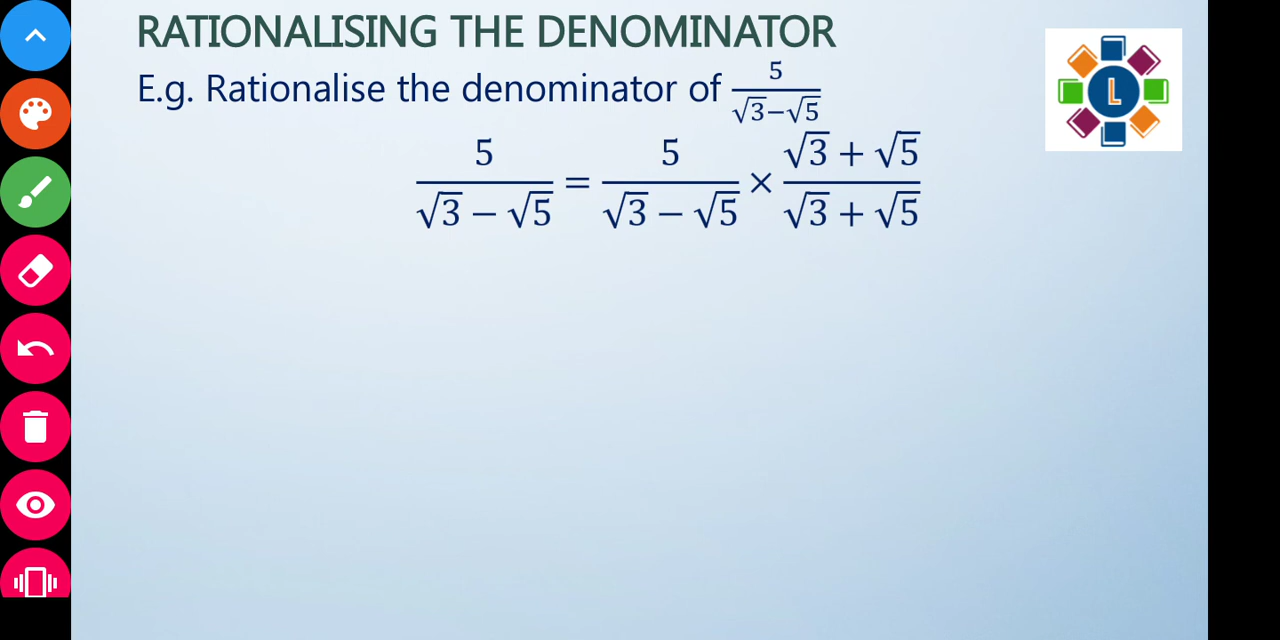 RATIONALISING THE DENOMINATOR
E.g. Rationalise the denominator of 5/(√3−√5)
5/(√3 − √5) = 5/(√3 − √5) × (√3 + √5)/(√3 + √5)
L